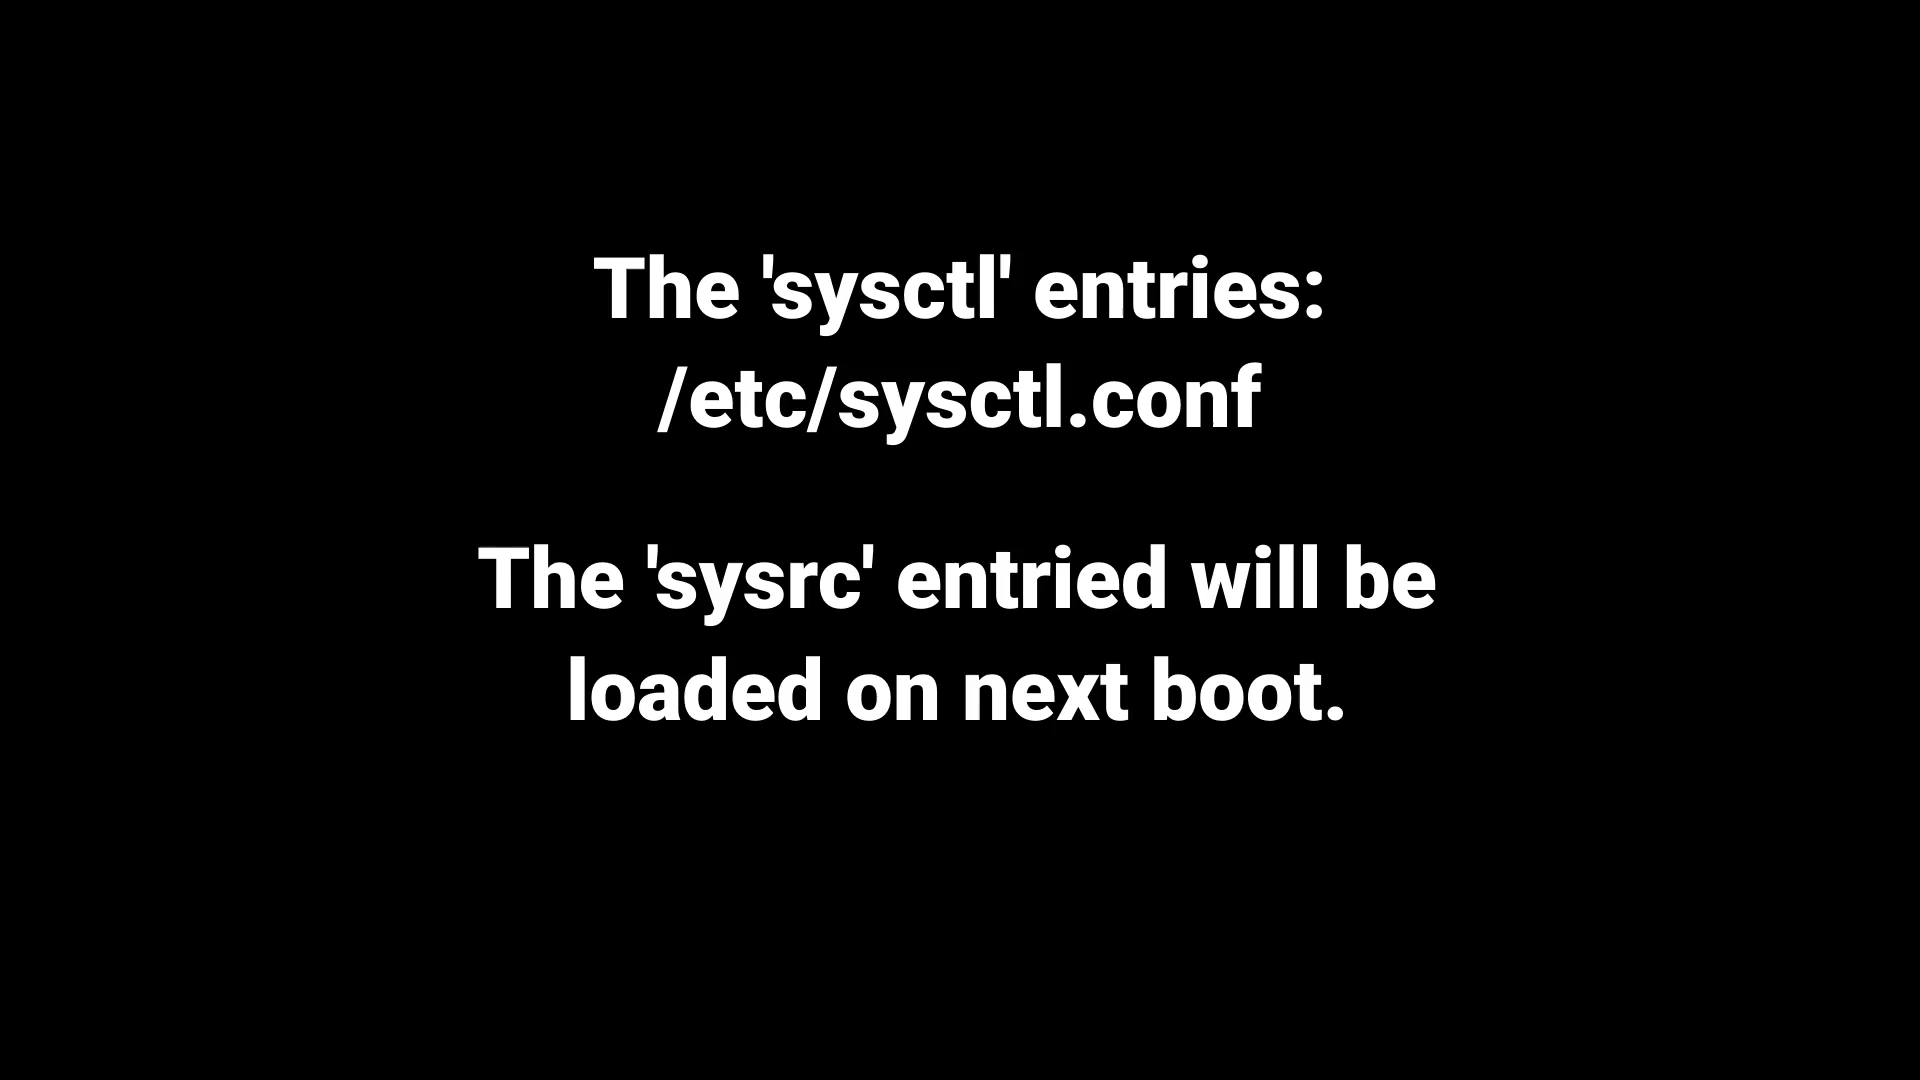 The 'sysctl' entries:
/etc/sysctl.conf
The 'sysrc' entried will be
loaded on next boot.